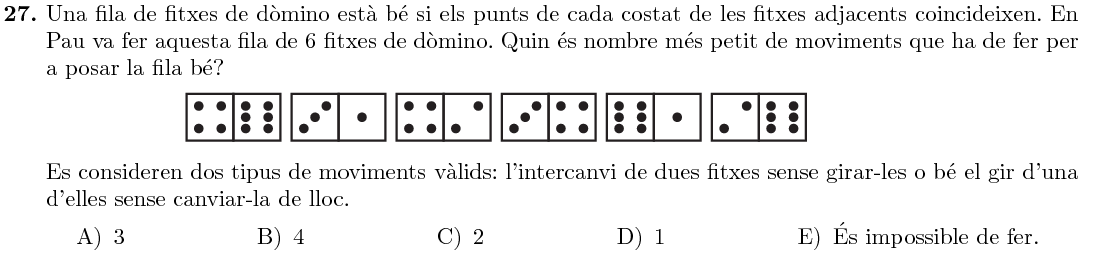 27. Una fila de fitxes de dòmino està bé si els punts de cada costat de les fitxes adjacents coincideixen. En
Pau va fer aquesta fila de 6 fitxes de dòmino. Quin és nombre més petit de moviments que ha de fer per
a posar la fila bé?
Es consideren dos tipus de moviments vàlids: l'intercanvi de dues fitxes sense girar-les o bé el gir d'una
d'elles sense canviar-la de lloc.
A) 3 B) 4 C) 2 D) 1 E) És impossible de fer.